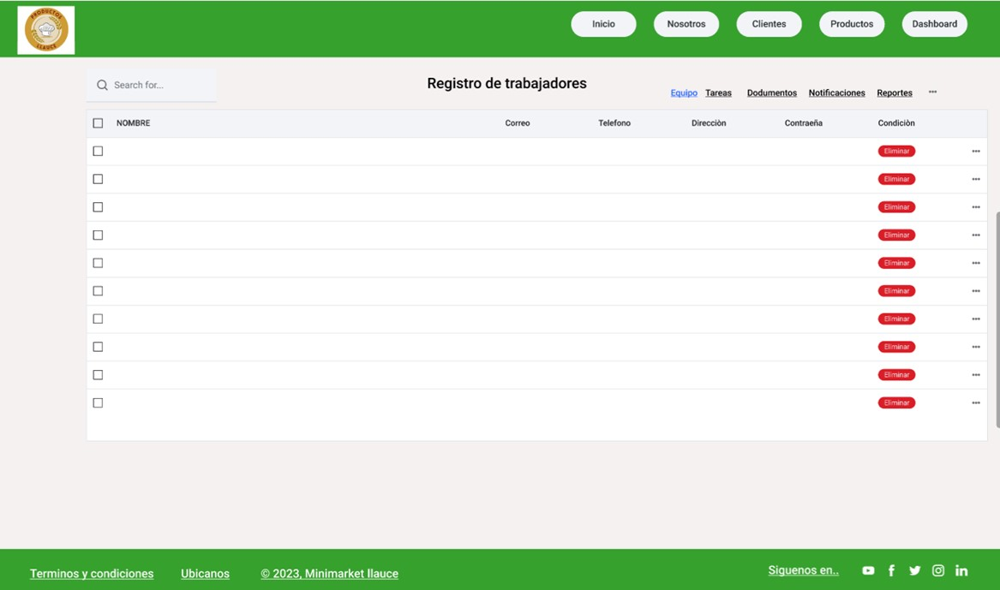 PRODUCTOS
LLAUCE
Inicio
Nosotros
Clientes
Productos
Dashboard
Search for...
Registro de trabajadores
Equipo
Tareas
Dodumentos
Notificaciones
Reportes
NOMBRE
Correo
Telefono
Direcciòn
Contraeña
Condiciòn
Eliminar
Eliminar
Eliminar
Eliminar
Eliminar
Eliminar
Eliminar
Eliminar
Eliminar
Eliminar
Terminos y condiciones
Ubicanos
© 2023, Minimarket llauce
Siguenos en..